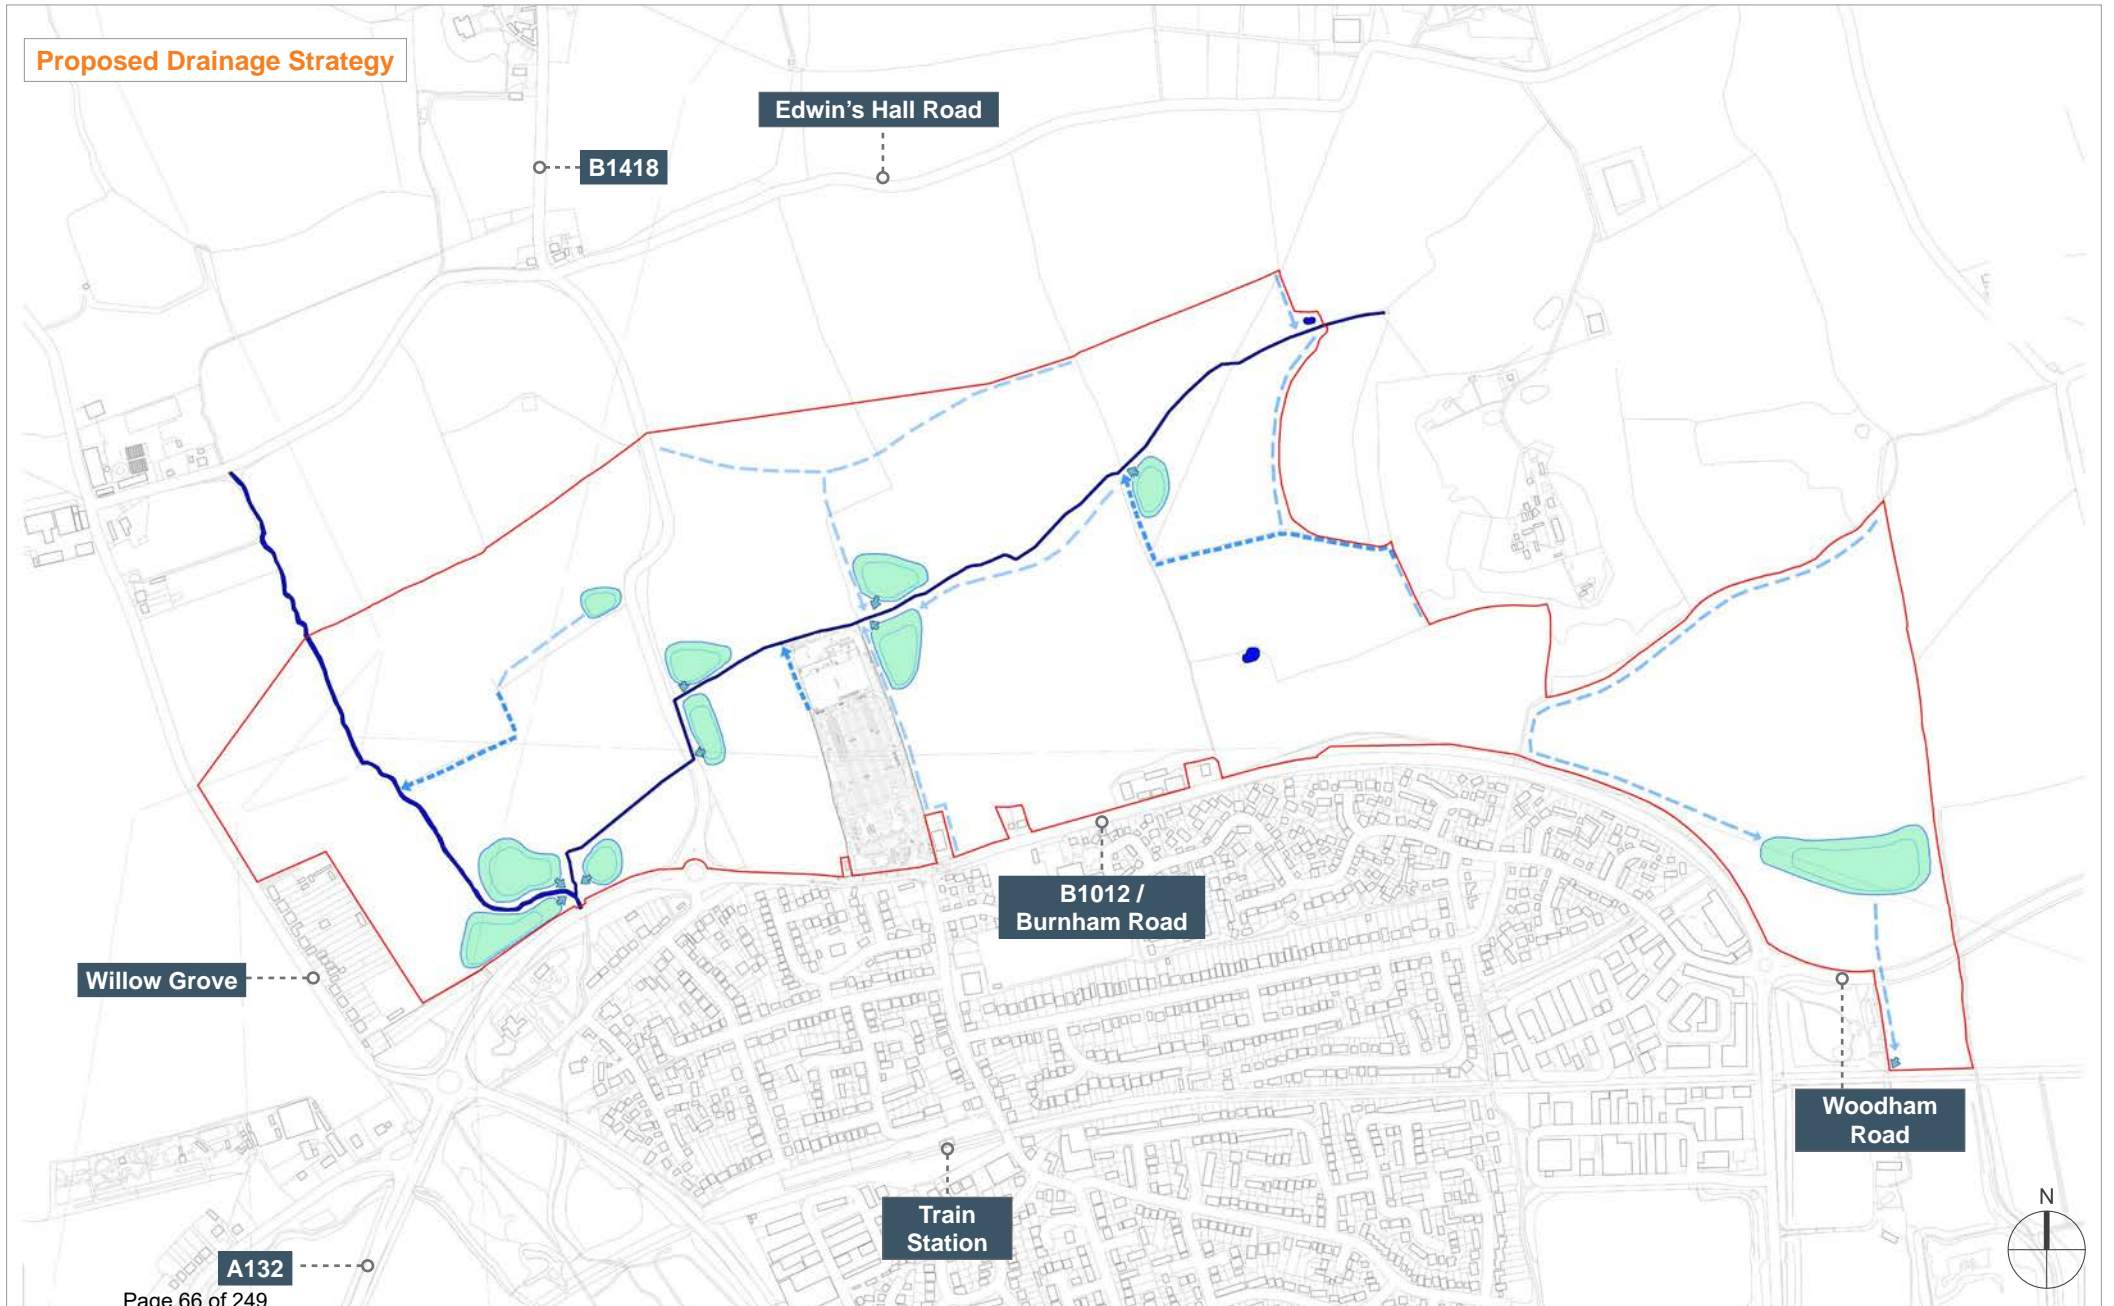 Proposed Drainage Strategy
Edwin's Hall Road
B1418
B1012 /
Burnham Road
Willow Grove
Woodham
Road
Train
Station
N
A132
Page 66 of 249